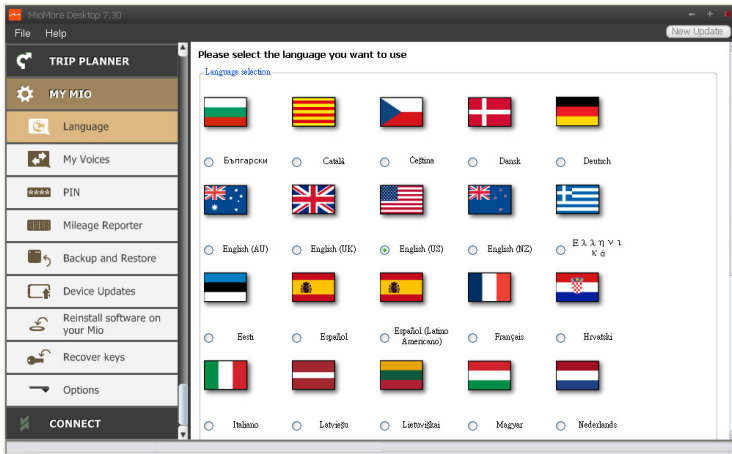 MioMore Desktop 7.30
File Help
New Update
TRIP PLANNER
MY MIO
Language
My Voices
PIN
Mileage Reporter
Backup and Restore
Device Updates
Reinstall software on
your Mio
Recover keys
Options
CONNECT
Please select the language you want to use
Language selection
Български Català Čeština Dansk Deutsch
English (AU) English (UK) English (US) English (NZ) Ελληνι
κά
Eesti Español Español (Latino
Americano) Français Hrvatski
Italiano Latviešu Lietuviškai Magyar Nederlands